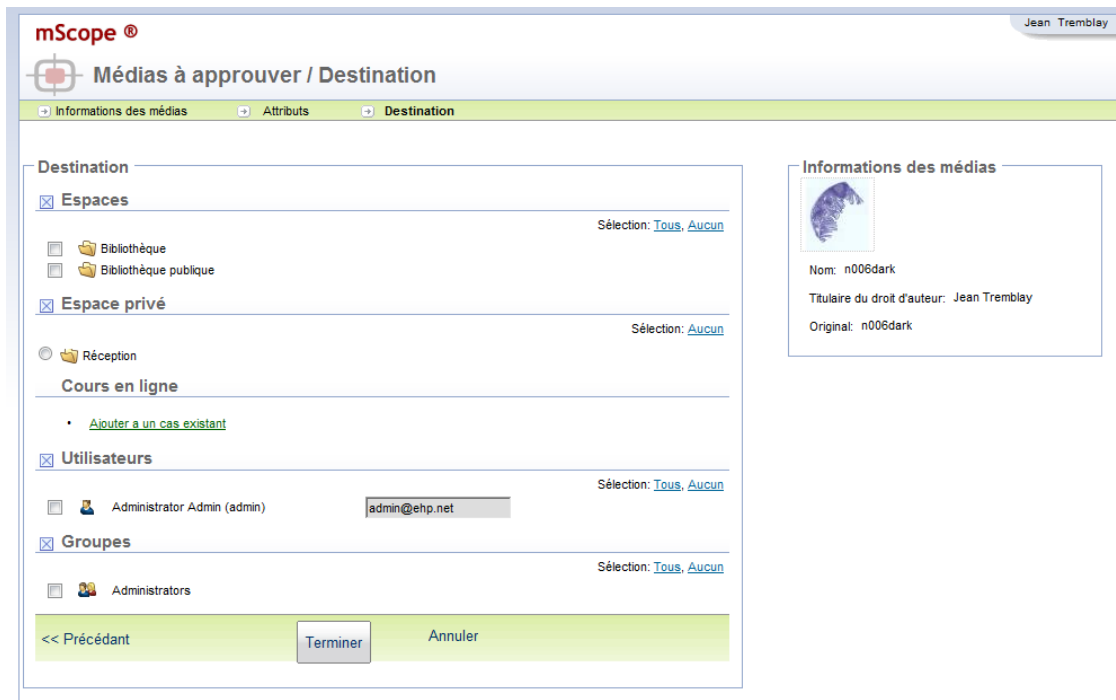 mScope ®
Jean Tremblay
Médias à approuver / Destination
Informations des médias Attributs Destination
Destination
Espaces
Sélection: Tous, Aucun
Bibliothèque
Bibliothèque publique
Espace privé
Sélection: Aucun
Réception
Cours en ligne
• Ajouter a un cas existant
Utilisateurs
Sélection: Tous, Aucun
Administrator Admin (admin) admin@ehp.net
Groupes
Sélection: Tous, Aucun
Administrators
<< Précédant Terminer Annuler
Informations des médias
Nom: n006dark
Titulaire du droit d'auteur: Jean Tremblay
Original: n006dark